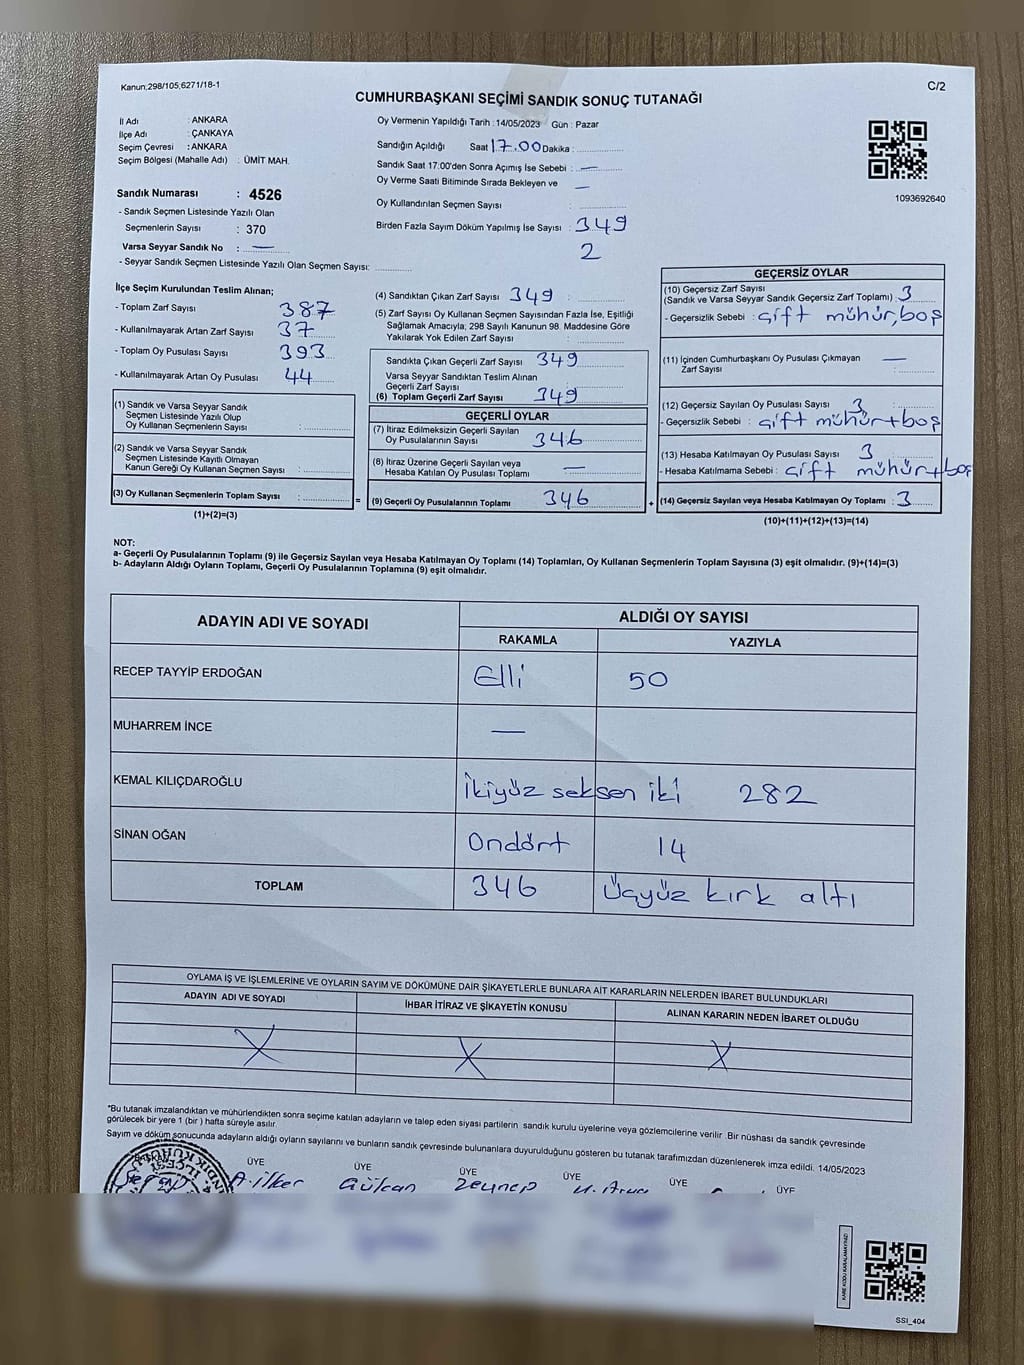 Kanun;298/105;6271/18-1
C/2
CUMHURBAŞKANI SEÇİMİ SANDIK SONUÇ TUTANAĞI
İl Adı : ANKARA
İlçe Adı : ÇANKAYA
Seçim Çevresi : ANKARA
Seçim Bölgesi (Mahalle Adı) : ÜMİT MAH.
Sandık Numarası : 4526
- Sandık Seçmen Listesinde Yazılı Olan
Seçmenlerin Sayısı : 370
Varsa Seyyar Sandık No : —
- Seyyar Sandık Seçmen Listesinde Yazılı Olan Seçmen Sayısı:
Oy Vermenin Yapıldığı Tarih : 14/05/2023 Gün : Pazar
Sandığın Açıldığı Saat 17.00 Dakika :
Sandık Saat 17:00'den Sonra Açımış İse Sebebi : —
Oy Verme Saati Bitiminde Sırada Bekleyen ve —
Oy Kullandırılan Seçmen Sayısı :
Birden Fazla Sayım Döküm Yapılmış İse Sayısı : 349
2
1093692640
İlçe Seçim Kurulundan Teslim Alınan;
- Toplam Zarf Sayısı 387
- Kullanılmayarak Artan Zarf Sayısı 37
- Toplam Oy Pusulası Sayısı 393
- Kullanılmayarak Artan Oy Pusulası 44
(1) Sandık ve Varsa Seyyar Sandık
Seçmen Listesinde Yazılı Olup
Oy Kullanan Seçmenlerin Sayısı :
(2) Sandık ve Varsa Seyyar Sandık
Seçmen Listesinde Kayıtlı Olmayan
Kanun Gereği Oy Kullanan Seçmen Sayısı :
(3) Oy Kullanan Seçmenlerin Toplam Sayısı : =
(1)+(2)=(3)
(4) Sandıktan Çıkan Zarf Sayısı 349 :
(5) Zarf Sayısı Oy Kullanan Seçmen Sayısından Fazla İse, Eşitliği
Sağlamak Amacıyla; 298 Sayılı Kanunun 98. Maddesine Göre
Yakılarak Yok Edilen Zarf Sayısı :
Sandıkta Çıkan Geçerli Zarf Sayısı 349
Varsa Seyyar Sandıktan Teslim Alınan
Geçerli Zarf Sayısı
(6) Toplam Geçerli Zarf Sayısı 349
GEÇERLİ OYLAR
(7) İtiraz Edilmeksizin Geçerli Sayılan
Oy Pusulalarının Sayısı 346
(8) İtiraz Üzerine Geçerli Sayılan veya
Hesaba Katılan Oy Pusulası Toplamı —
(9) Geçerli Oy Pusulalarının Toplamı 346 +
GEÇERSİZ OYLAR
(10) Geçersiz Zarf Sayısı
(Sandık ve Varsa Seyyar Sandık Geçersiz Zarf Toplamı) 3
- Geçersizlik Sebebi : çift mühür, boş
(11) İçinden Cumhurbaşkanı Oy Pusulası Çıkmayan
Zarf Sayısı —
(12) Geçersiz Sayılan Oy Pusulası Sayısı 3
- Geçersizlik Sebebi : çift mühür+boş
(13) Hesaba Katılmayan Oy Pusulası Sayısı 3
- Hesaba Katılmama Sebebi : çift mühür+boş
(14) Geçersiz Sayılan veya Hesaba Katılmayan Oy Toplamı : 3
(10)+(11)+(12)+(13)=(14)
NOT:
a- Geçerli Oy Pusulalarının Toplamı (9) ile Geçersiz Sayılan veya Hesaba Katılmayan Oy Toplamı (14) Toplamları, Oy Kullanan Seçmenlerin Toplam Sayısına (3) eşit olmalıdır. (9)+(14)=(3)
b- Adayların Aldığı Oyların Toplamı, Geçerli Oy Pusulalarının Toplamına (9) eşit olmalıdır.
ADAYIN ADI VE SOYADI
ALDIĞI OY SAYISI
RAKAMLA YAZIYLA
RECEP TAYYİP ERDOĞAN Elli 50
MUHARREM İNCE —
KEMAL KILIÇDAROĞLU İkiyüz seksen iki 282
SİNAN OĞAN Ondört 14
TOPLAM 346 Üçyüz kırk altı
OYLAMA İŞ VE İŞLEMLERİNE VE OYLARIN SAYIM VE DÖKÜMÜNE DAİR ŞİKAYETLERLE BUNLARA AİT KARARLARIN NELERDEN İBARET BULUNDUKLARI
ADAYIN ADI VE SOYADI İHBAR İTİRAZ VE ŞİKAYETİN KONUSU ALINAN KARARIN NEDEN İBARET OLDUĞU
X X X
*Bu tutanak imzalandıktan ve mühürlendikten sonra seçime katılan adayların ve talep eden siyasi partilerin sandık kurulu üyelerine veya gözlemcilerine verilir .Bir nüshası da sandık çevresinde
görülecek bir yere 1 (bir ) hafta süreyle asılır.
Sayım ve döküm sonucunda adayların aldığı oyların sayılarını ve bunların sandık çevresinde bulunanlara duyurulduğunu gösteren bu tutanak tarafımızdan düzenlenerek imza edildi. 14/05/2023
ÜYE ÜYE ÜYE ÜYE ÜYE ÜYE
A.ilker Gülcan Zeynep
KARE KODU KARALAMAYINIZ!
SSI_404